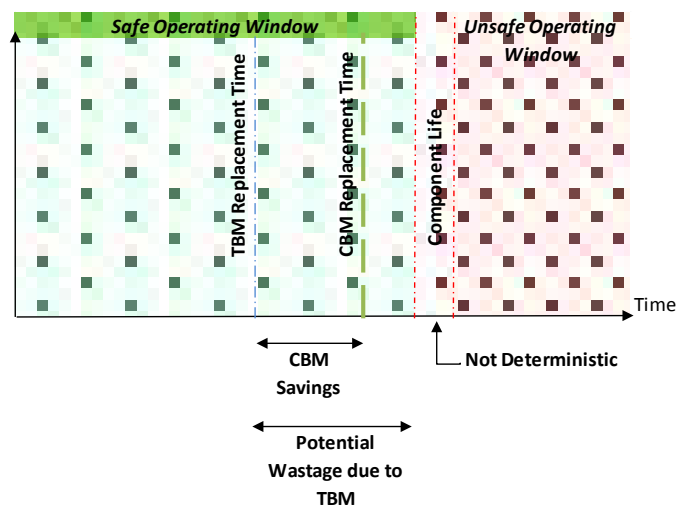 Safe Operating Window
Unsafe Operating
Window
TBM Replacement Time
CBM Replacement Time
Component Life
Time
CBM
Savings
Not Deterministic
Potential
Wastage due to
TBM